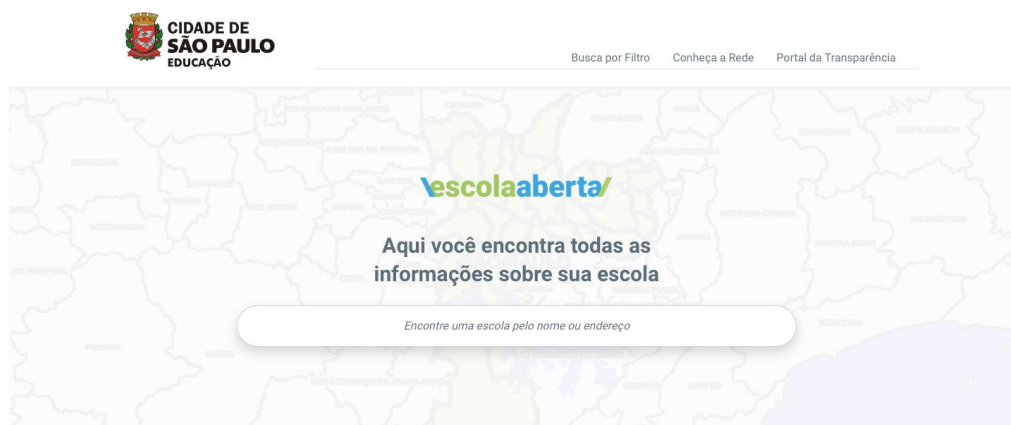 CIDADE DE
SÃO PAULO
EDUCAÇÃO
Busca por Filtro Conheça a Rede Portal da Transparência
escolaaberta
Aqui você encontra todas as
informações sobre sua escola
Encontre uma escola pelo nome ou endereço